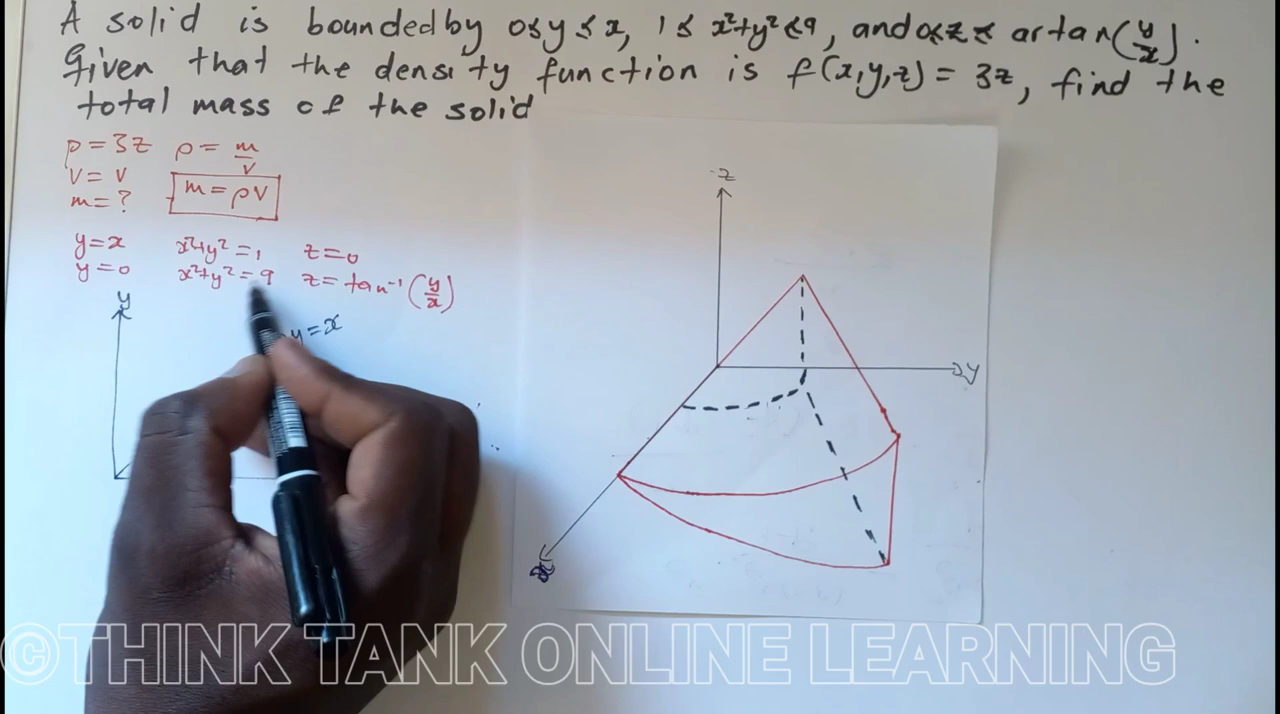 A solid is bounded by 0≤y≤x, 1≤ x²+y²≤9, and 0≤z≤ artan(y/x).
Given that the density function is f(x,y,z) = 3z, find the
total mass of the solid
ρ = 3z ρ = m/v
V = V
m = ? m = ρV
y = x x²+y² = 1 z = 0
y = 0 x²+y² = 9 z = tan⁻¹(y/x)
y
y = x
z
y
©THINK TANK ONLINE LEARNING